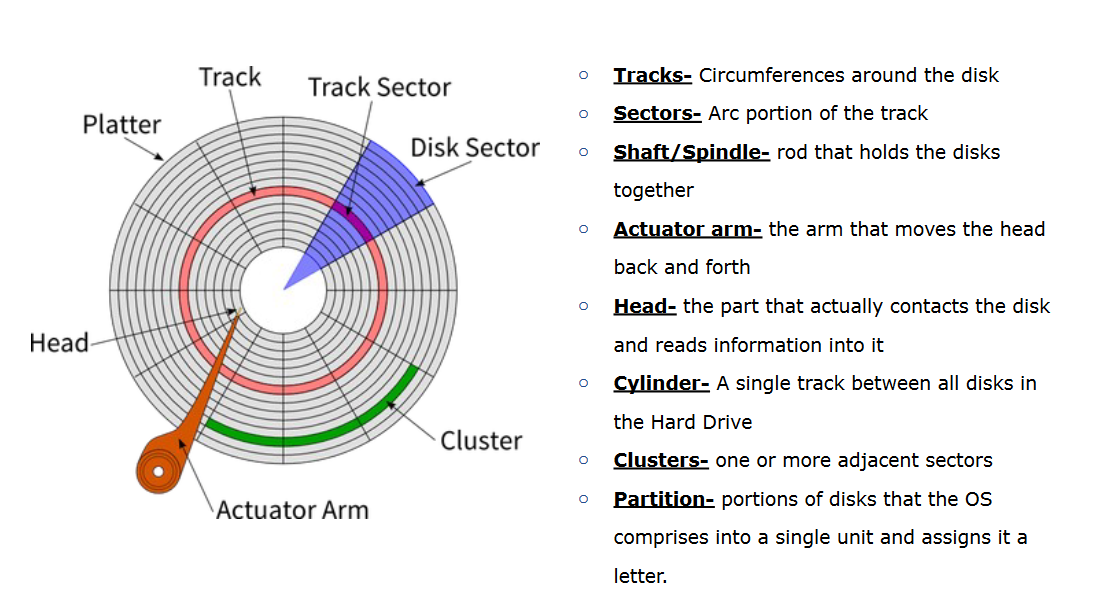 Track
Track Sector
Platter
Disk Sector
Head
Cluster
Actuator Arm
Tracks- Circumferences around the disk
Sectors- Arc portion of the track
Shaft/Spindle- rod that holds the disks
together
Actuator arm- the arm that moves the head
back and forth
Head- the part that actually contacts the disk
and reads information into it
Cylinder- A single track between all disks in
the Hard Drive
Clusters- one or more adjacent sectors
Partition- portions of disks that the OS
comprises into a single unit and assigns it a
letter.